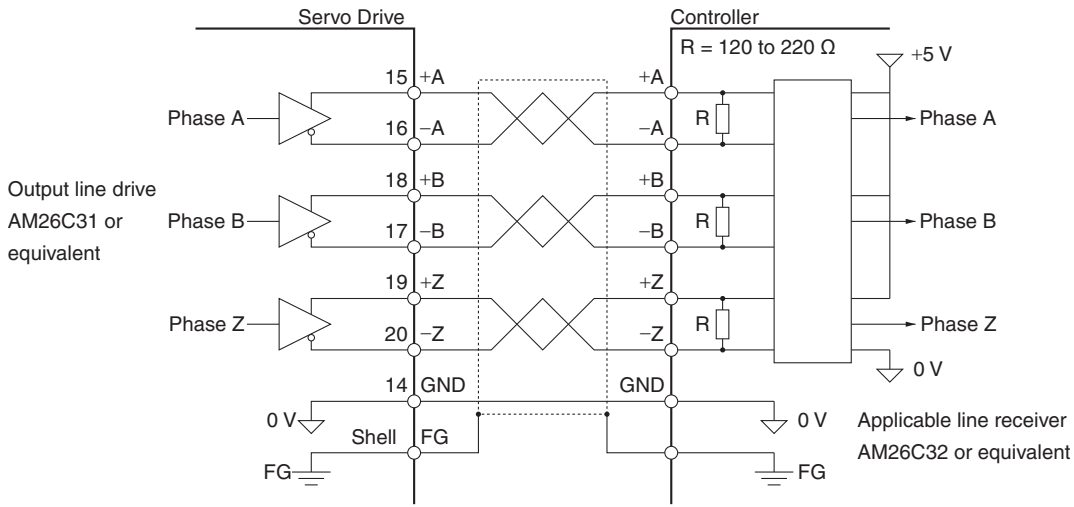 Servo Drive
Controller
R = 120 to 220 Ω
+5 V
15 +A
+A
Phase A
R
Phase A
16 −A
−A
18 +B
+B
Output line drive
AM26C31 or
equivalent
Phase B
R
Phase B
17 −B
−B
19 +Z
+Z
Phase Z
R
Phase Z
20 −Z
−Z
0 V
14 GND
GND
0 V
0 V
Applicable line receiver
AM26C32 or equivalent
Shell FG
FG
FG